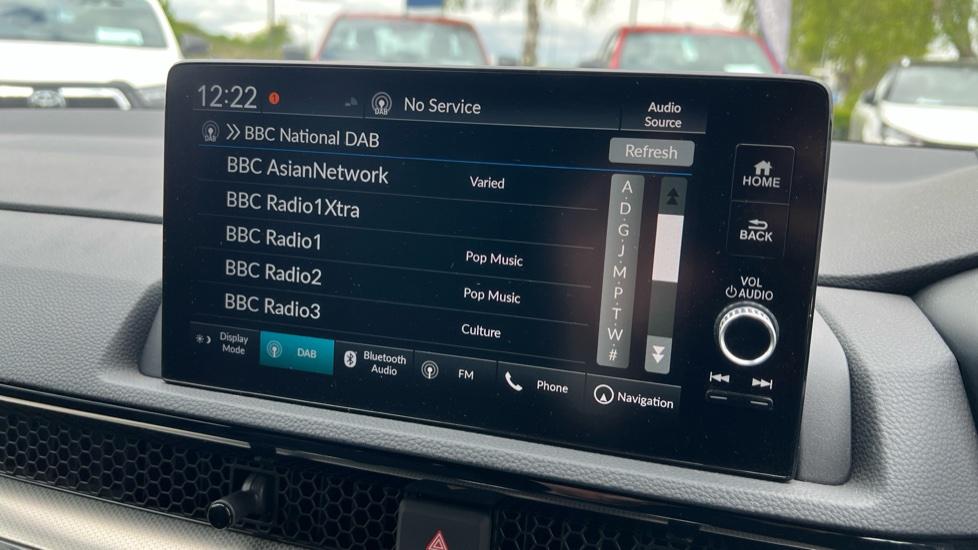 12:22
1
DAB
No Service
Audio
Source
DAB
BBC National DAB
Refresh
BBC AsianNetwork
Varied
BBC Radio1Xtra
BBC Radio1
Pop Music
BBC Radio2
Pop Music
BBC Radio3
Culture
A
D
G
J
M
P
T
W
#
HOME
BACK
VOL
AUDIO
Display
Mode
DAB
Bluetooth
Audio
FM
Phone
Navigation